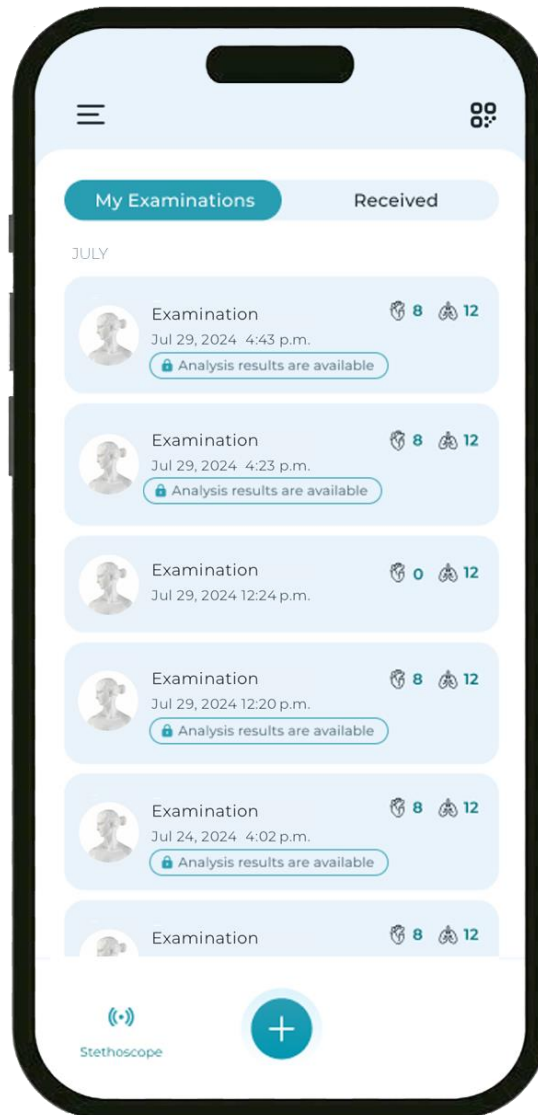 My Examinations Received
JULY
Examination 8 12
Jul 29, 2024 4:43 p.m.
Analysis results are available
Examination 8 12
Jul 29, 2024 4:23 p.m.
Analysis results are available
Examination 0 12
Jul 29, 2024 12:24 p.m.
Examination 8 12
Jul 29, 2024 12:20 p.m.
Analysis results are available
Examination 8 12
Jul 24, 2024 4:02 p.m.
Analysis results are available
Examination 8 12
Stethoscope